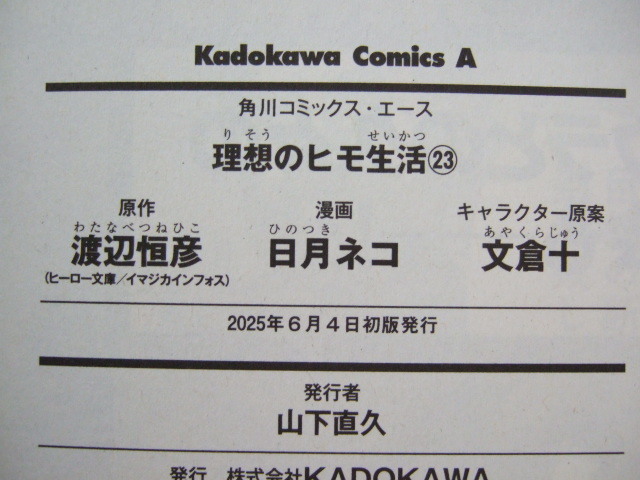 Kadokawa Comics A
角川コミックス・エース
りそう せいかつ
理想のヒモ生活㉓
原作 漫画 キャラクター原案
わたなべつねひこ ひのつき あやくらじゅう
渡辺恒彦 日月ネコ 文倉十
(ヒーロー文庫/イマジカインフォス)
2025年6月4日初版発行
発行者
山下直久
発行 株式会社KADOKAWA